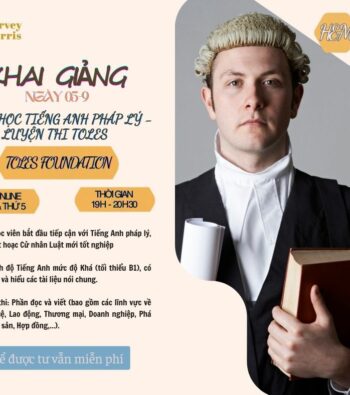 rvey
rris
H&N
KHAI GIẢNG
NGÀY 05-9
HỌC TIẾNG ANH PHÁP LÝ –
LUYỆN THI TOLES
TOLES FOUNDATION
NLINE
THỨ 5
THỜI GIAN
19H - 20H30
c viên bắt đầu tiếp cận với Tiếng Anh pháp lý,
t hoạc Cử nhân Luật mới tốt nghiệp
h độ Tiếng Anh mức độ Khá (tối thiểu B1), có
và hiểu các tài liệu nói chung.
thi: Phần đọc và viết (bao gồm các lĩnh vực về
ệ, Lao động, Thương mại, Doanh nghiệp, Phá
sản, Hợp đồng,...).
ể được tư vấn miễn phí